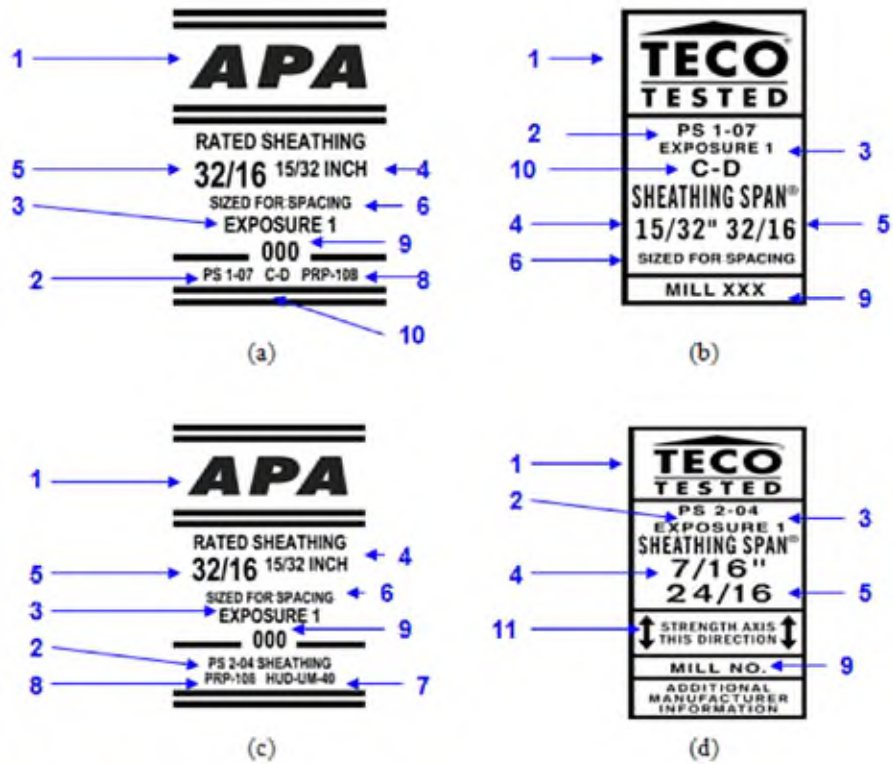 1
APA
RATED SHEATHING
5 32/16 15/32 INCH 4
SIZED FOR SPACING 6
3 EXPOSURE 1
000 9
2 PS 1-07 C-D PRP-108 8
10
(a)
1 TECO®
TESTED
2 PS 1-07
EXPOSURE 1 3
10 C-D
SHEATHING SPAN®
4 15/32" 32/16 5
6 SIZED FOR SPACING
MILL XXX 9
(b)
1 APA
RATED SHEATHING 4
5 32/16 15/32 INCH
SIZED FOR SPACING 6
3 EXPOSURE 1
000 9
2 PS 2-04 SHEATHING
8 PRP-108 HUD-UM-40 7
(c)
1 TECO
TESTED
2 PS 2-04
EXPOSURE 1 3
SHEATHING SPAN®
4 7/16"
24/16 5
11 STRENGTH AXIS
THIS DIRECTION
MILL NO. 9
ADDITIONAL
MANUFACTURER
INFORMATION
(d)